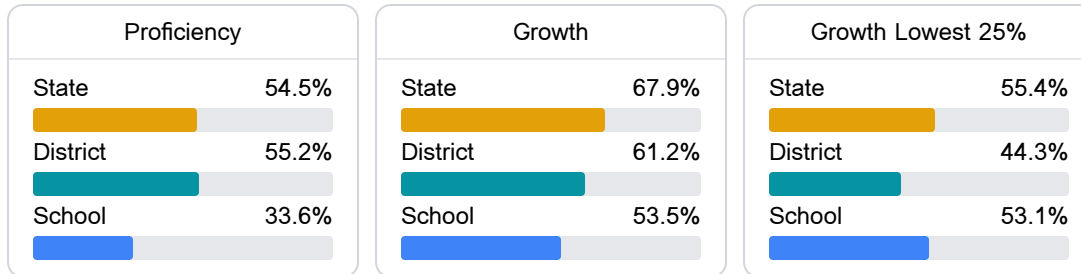 Proficiency
State 54.5%
District 55.2%
School 33.6%
Growth
State 67.9%
District 61.2%
School 53.5%
Growth Lowest 25%
State 55.4%
District 44.3%
School 53.1%